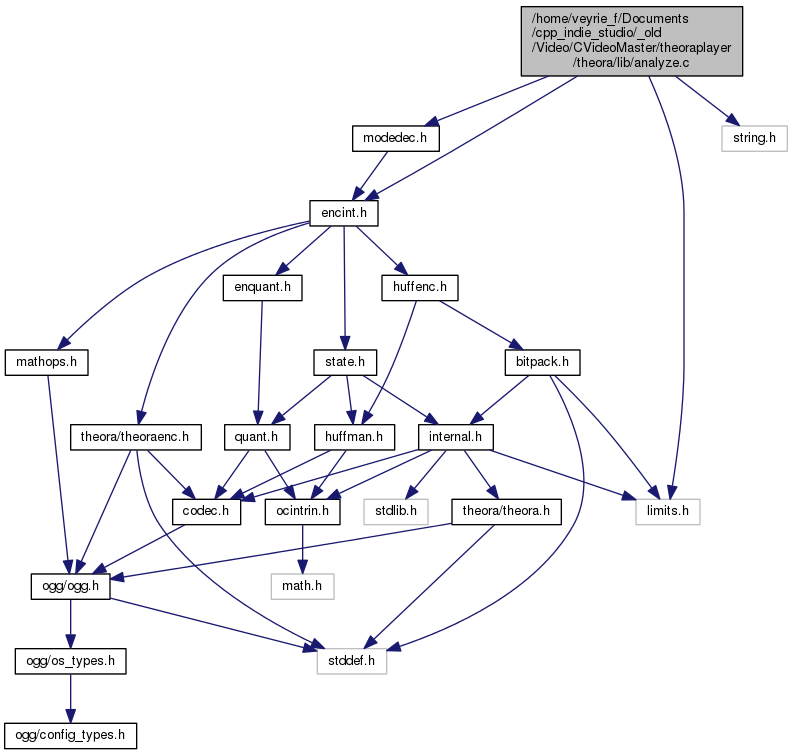 /home/veyrie_f/Documents
/cpp_indie_studio/_old
/Video/CVideoMaster/theoraplayer
/theora/lib/analyze.c
modedec.h
string.h
encint.h
enquant.h
huffenc.h
mathops.h
state.h
bitpack.h
theora/theoraenc.h
quant.h
huffman.h
internal.h
codec.h
ocintrin.h
stdlib.h
theora/theora.h
limits.h
ogg/ogg.h
math.h
ogg/os_types.h
stddef.h
ogg/config_types.h